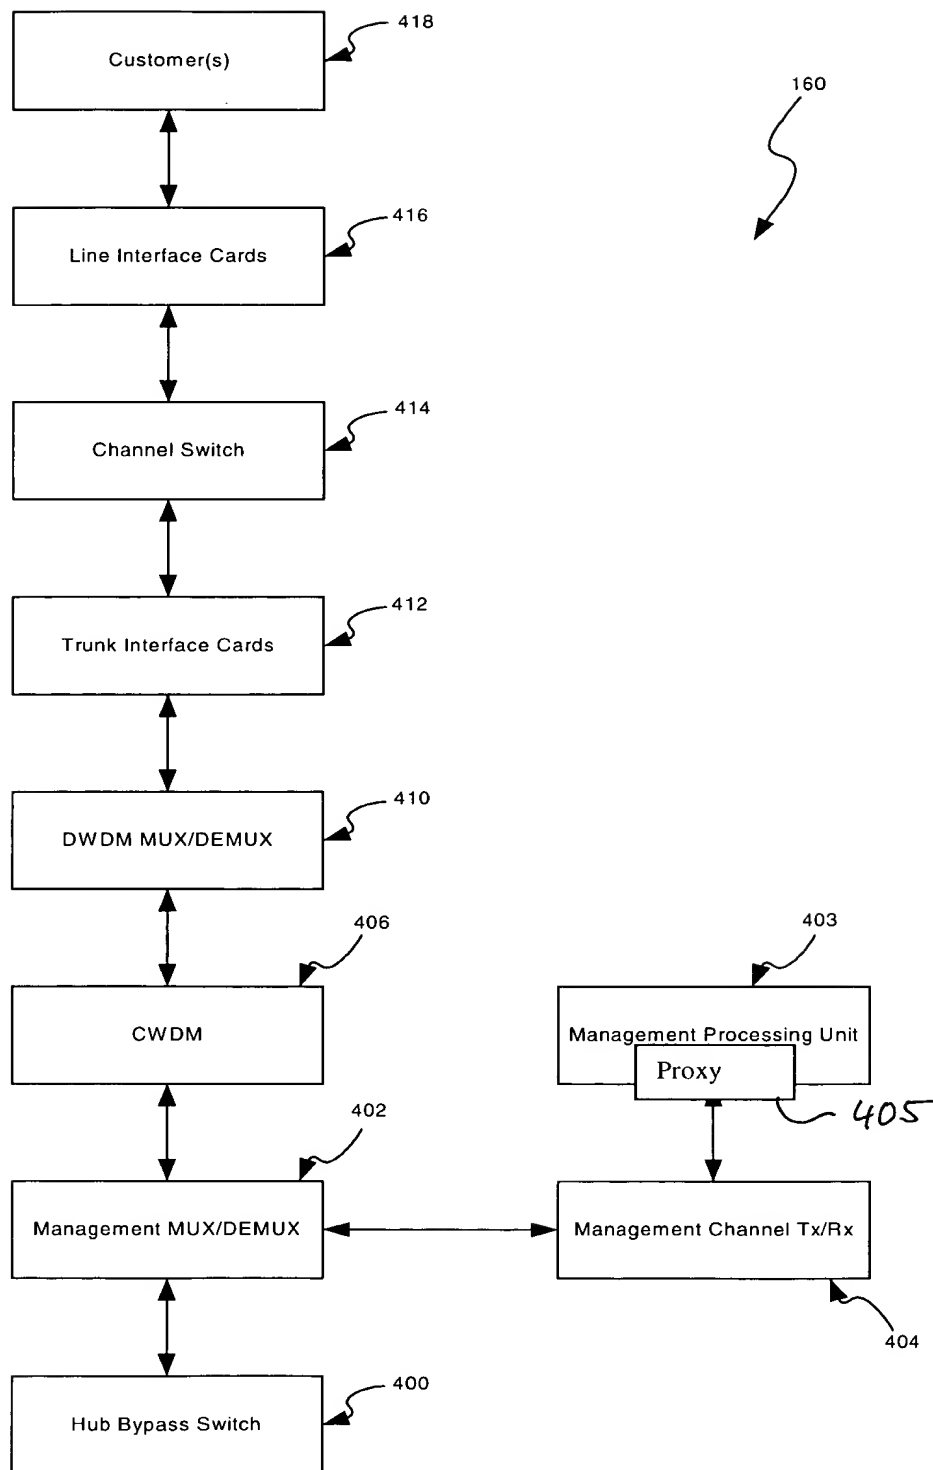 418
Customer(s)
160
416
Line Interface Cards
414
Channel Switch
412
Trunk Interface Cards
410
DWDM MUX/DEMUX
406
403
CWDM
Management Processing Unit
Proxy
405
402
Management MUX/DEMUX
Management Channel Tx/Rx
404
400
Hub Bypass Switch